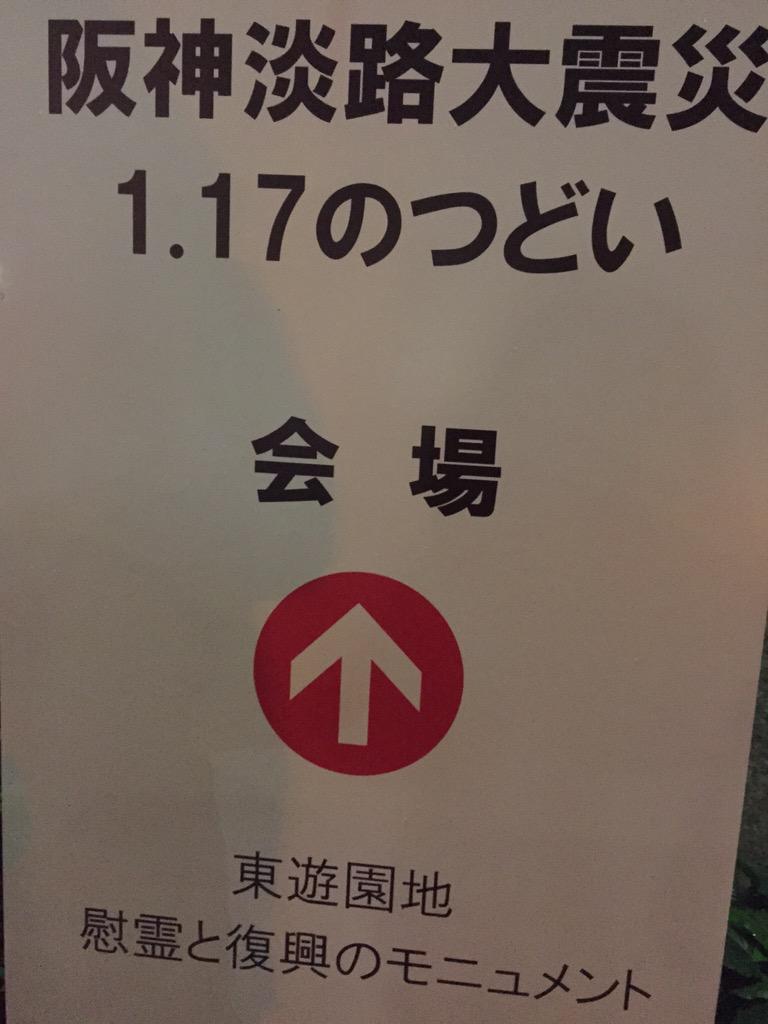 阪神淡路大震災
1.17のつどい
会 場
東遊園地
慰霊と復興のモニュメント